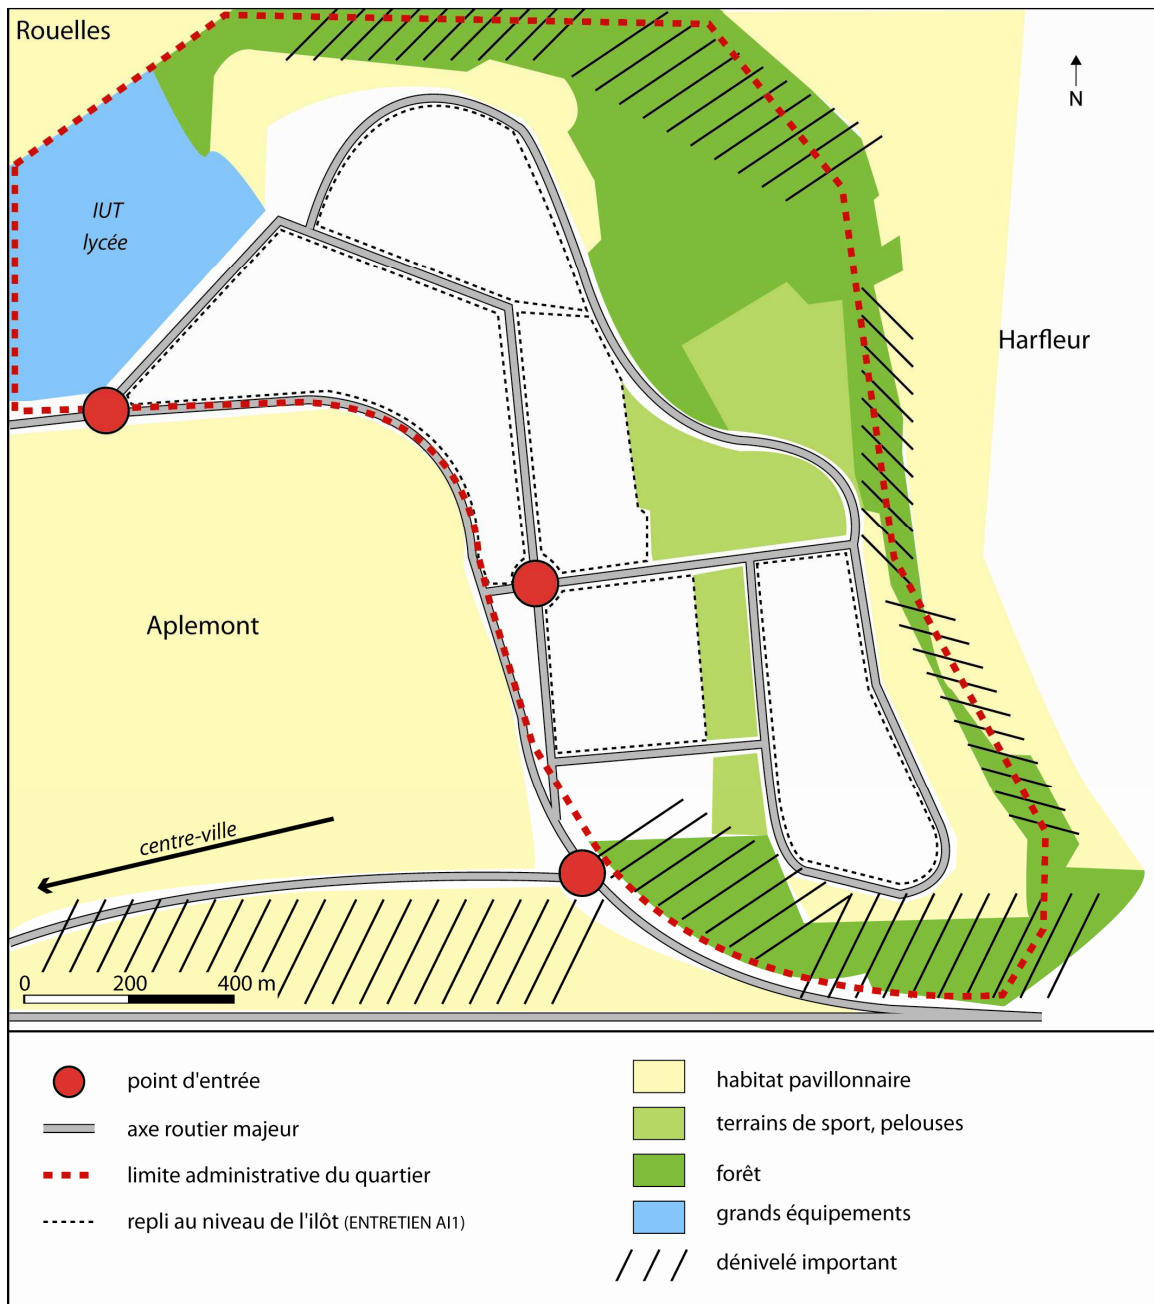 Rouelles
N
IUT
lycée
Harfleur
Aplemont
centre-ville
0 200 400 m
point d'entrée
axe routier majeur
limite administrative du quartier
repli au niveau de l'ilôt (ENTRETIEN AI1)
habitat pavillonnaire
terrains de sport, pelouses
forêt
grands équipements
dénivelé important